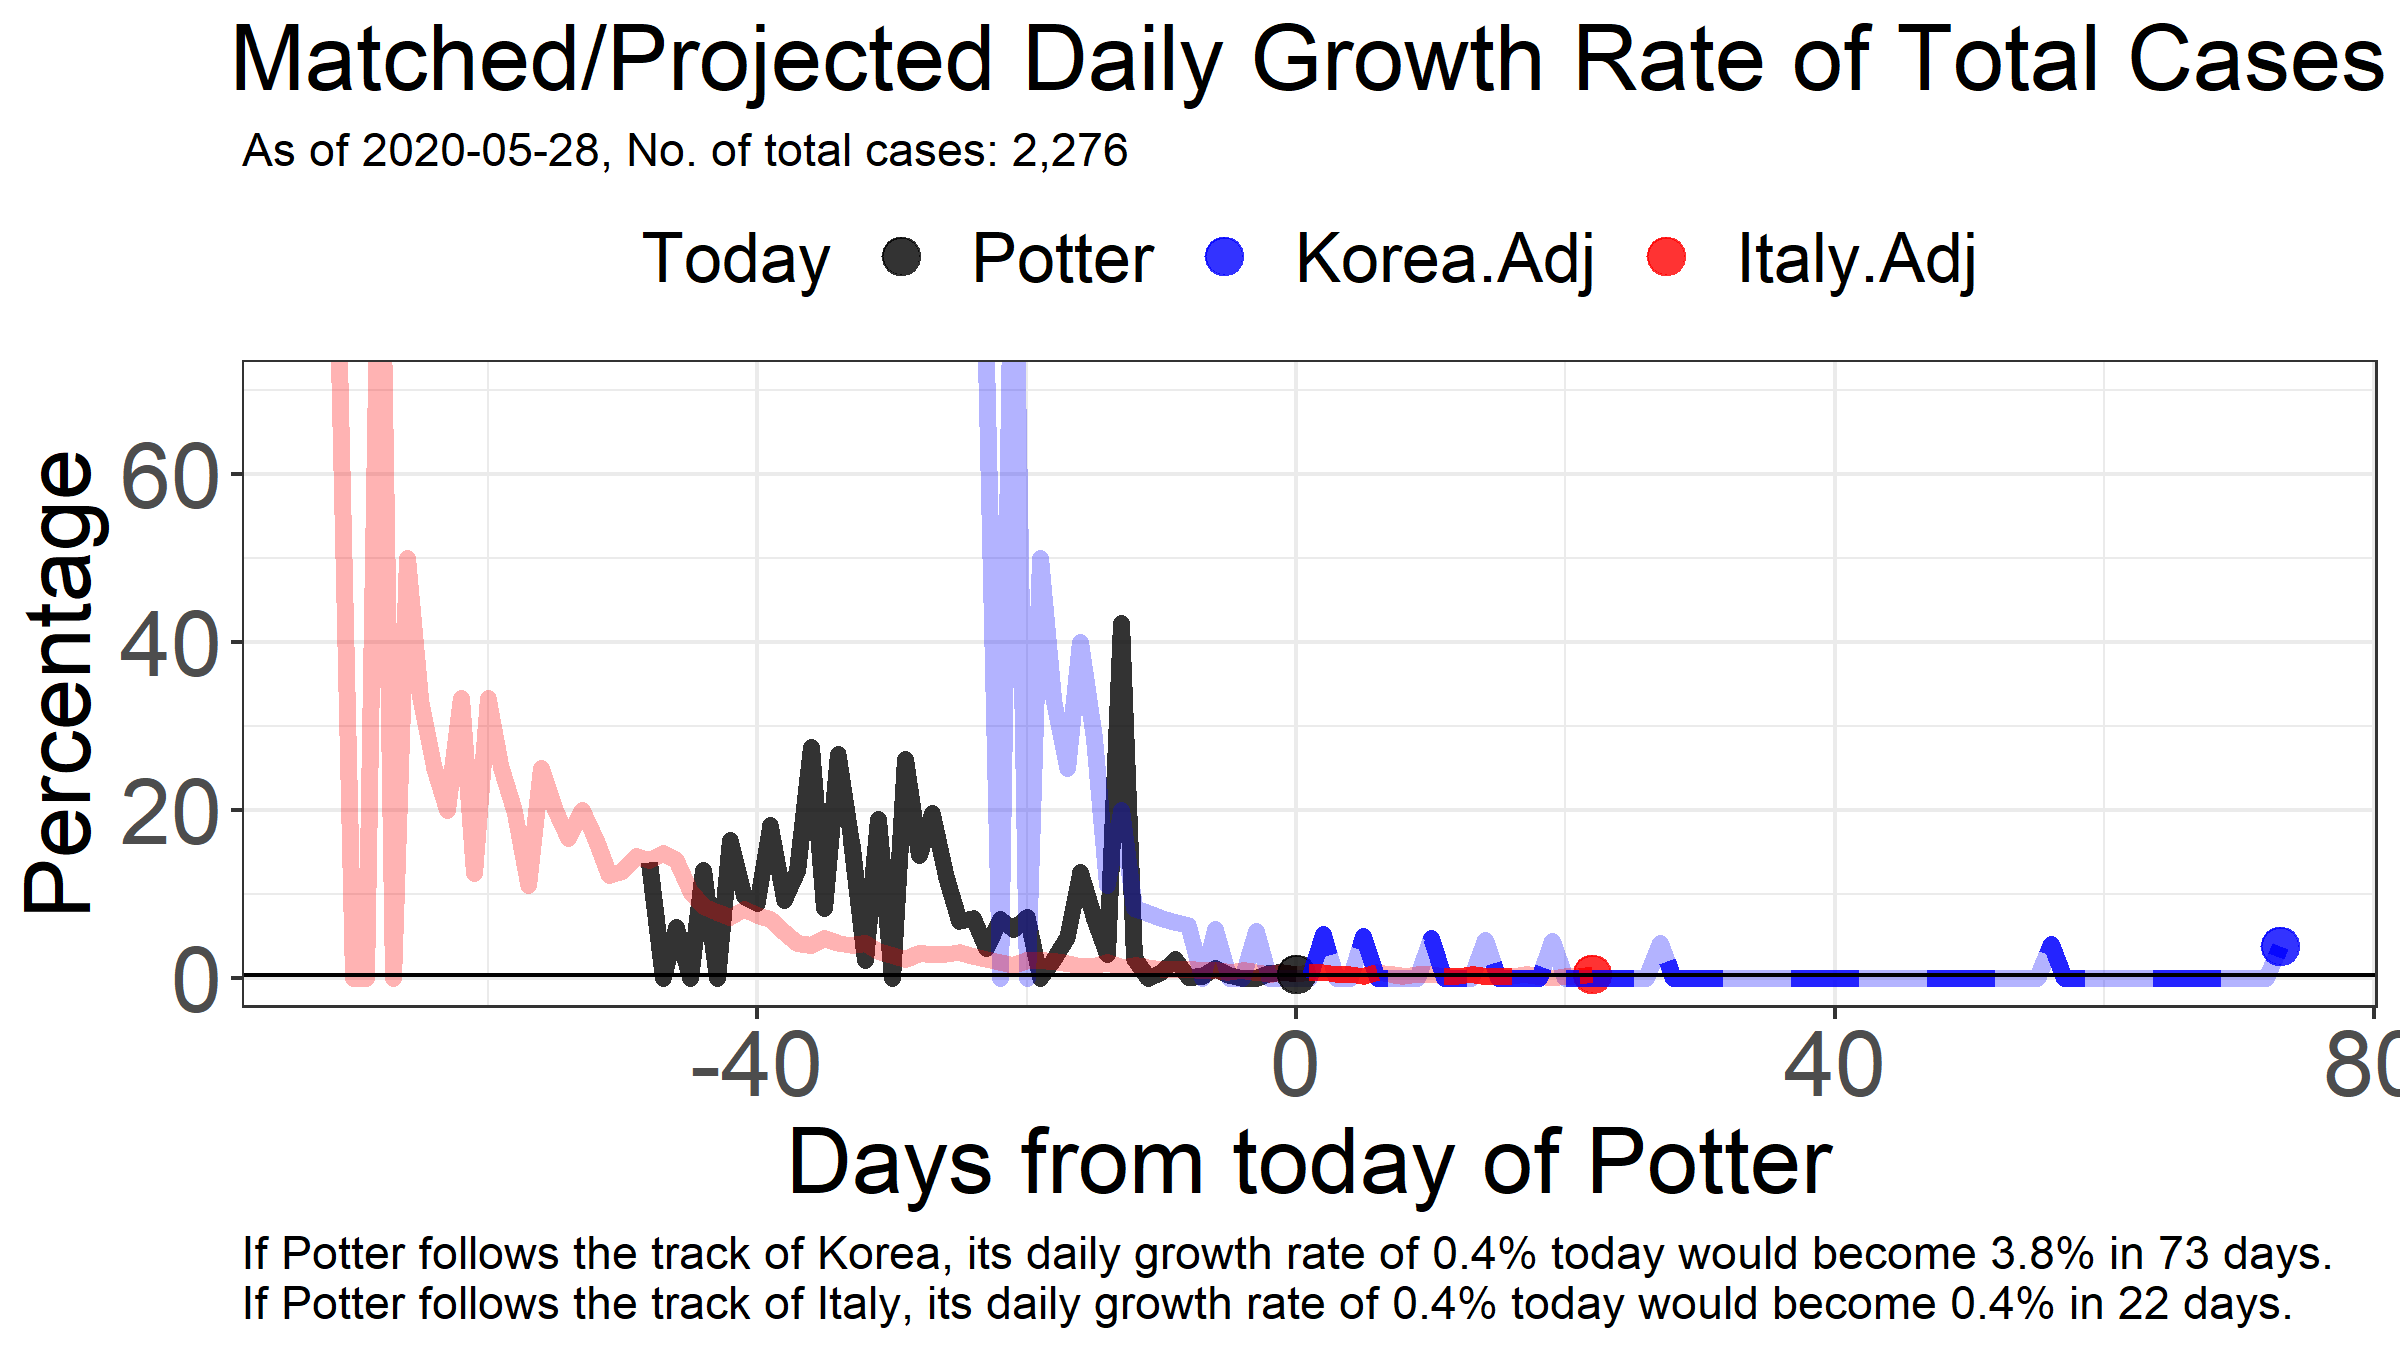 Matched/Projected Daily Growth Rate of Total Cases
As of 2020-05-28, No. of total cases: 2,276
Today Potter Korea.Adj Italy.Adj
Percentage
60
40
20
0
-40 0 40 80
Days from today of Potter
If Potter follows the track of Korea, its daily growth rate of 0.4% today would become 3.8% in 73 days.
If Potter follows the track of Italy, its daily growth rate of 0.4% today would become 0.4% in 22 days.